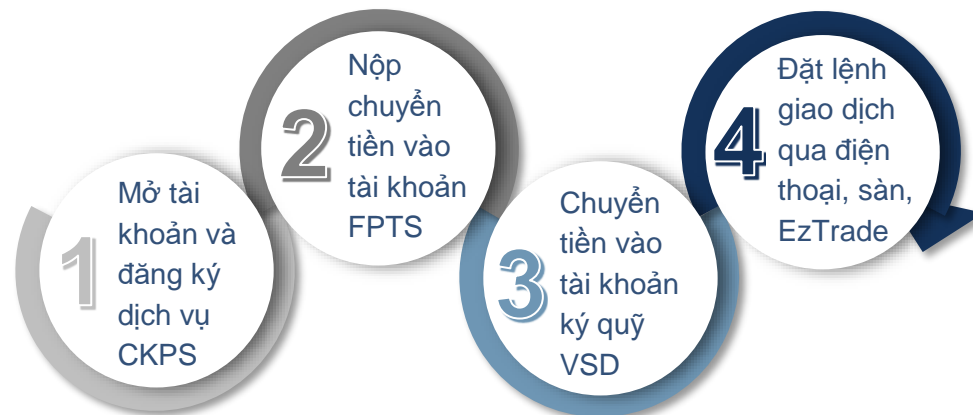 1
Mở tài
khoản và
đăng ký
dịch vụ
CKPS
2
Nộp
chuyển
tiền vào
tài khoản
FPTS
3
Chuyển
tiền vào
tài khoản
ký quỹ
VSD
4
Đặt lệnh
giao dịch
qua điện
thoại, sàn,
EzTrade